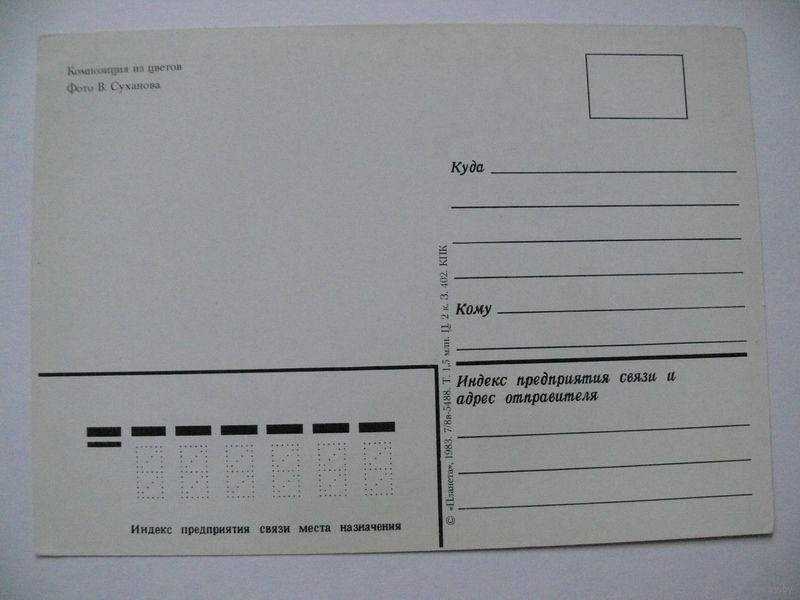 Композиция из цветов
Фото В. Суханова
Куда
Кому
Индекс предприятия связи и
адрес отправителя
© «Планета», 1983. 7/8в-5488. Т. 1,5 млн. Ц. 2 к. З. 402. КПК
Индекс предприятия связи места назначения